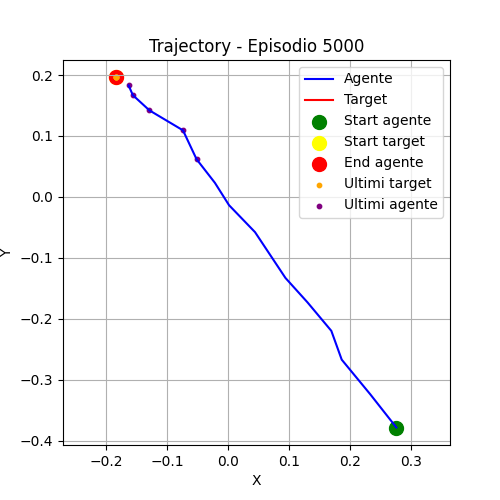 Trajectory - Episodio 5000
Agente
Target
Start agente
Start target
End agente
Ultimi target
Ultimi agente
0.2
0.1
0.0
−0.1
−0.2
−0.3
−0.4
Y
−0.2
−0.1
0.0
0.1
0.2
0.3
X